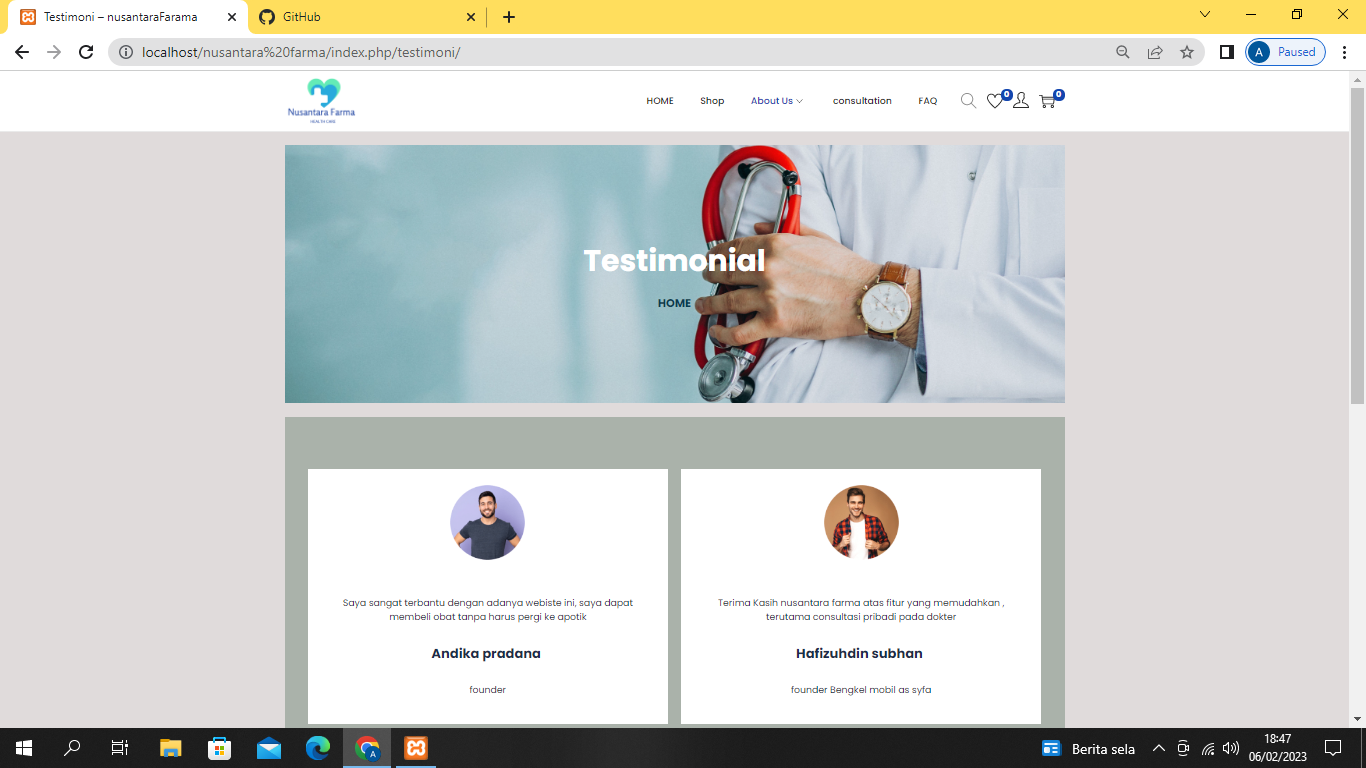 Testimoni – nusantaraFarama
GitHub
localhost/nusantara%20farma/index.php/testimoni/
A Paused
Nusantara Farma
HEALTH CARE
HOME Shop About Us consultation FAQ 0 0
Testimonial
HOME
Saya sangat terbantu dengan adanya webiste ini, saya dapat
membeli obat tanpa harus pergi ke apotik
Andika pradana
founder
Terima Kasih nusantara farma atas fitur yang memudahkan ,
terutama consultasi pribadi pada dokter
Hafizuhdin subhan
founder Bengkel mobil as syfa
A
Berita sela
18:47
06/02/2023